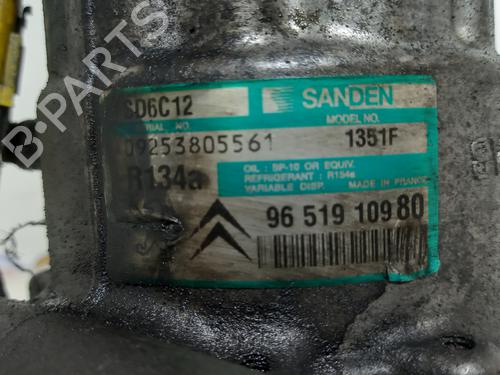 B-PARTS
SD6C12 SANDEN
SERIAL NO. MODEL NO.
09253805561 1351F
R134a
OIL : SP-10 OR EQUIV.
REFRIGERANT : R134a
VARIABLE DISP. MADE IN FRANCE
96 519 109 80